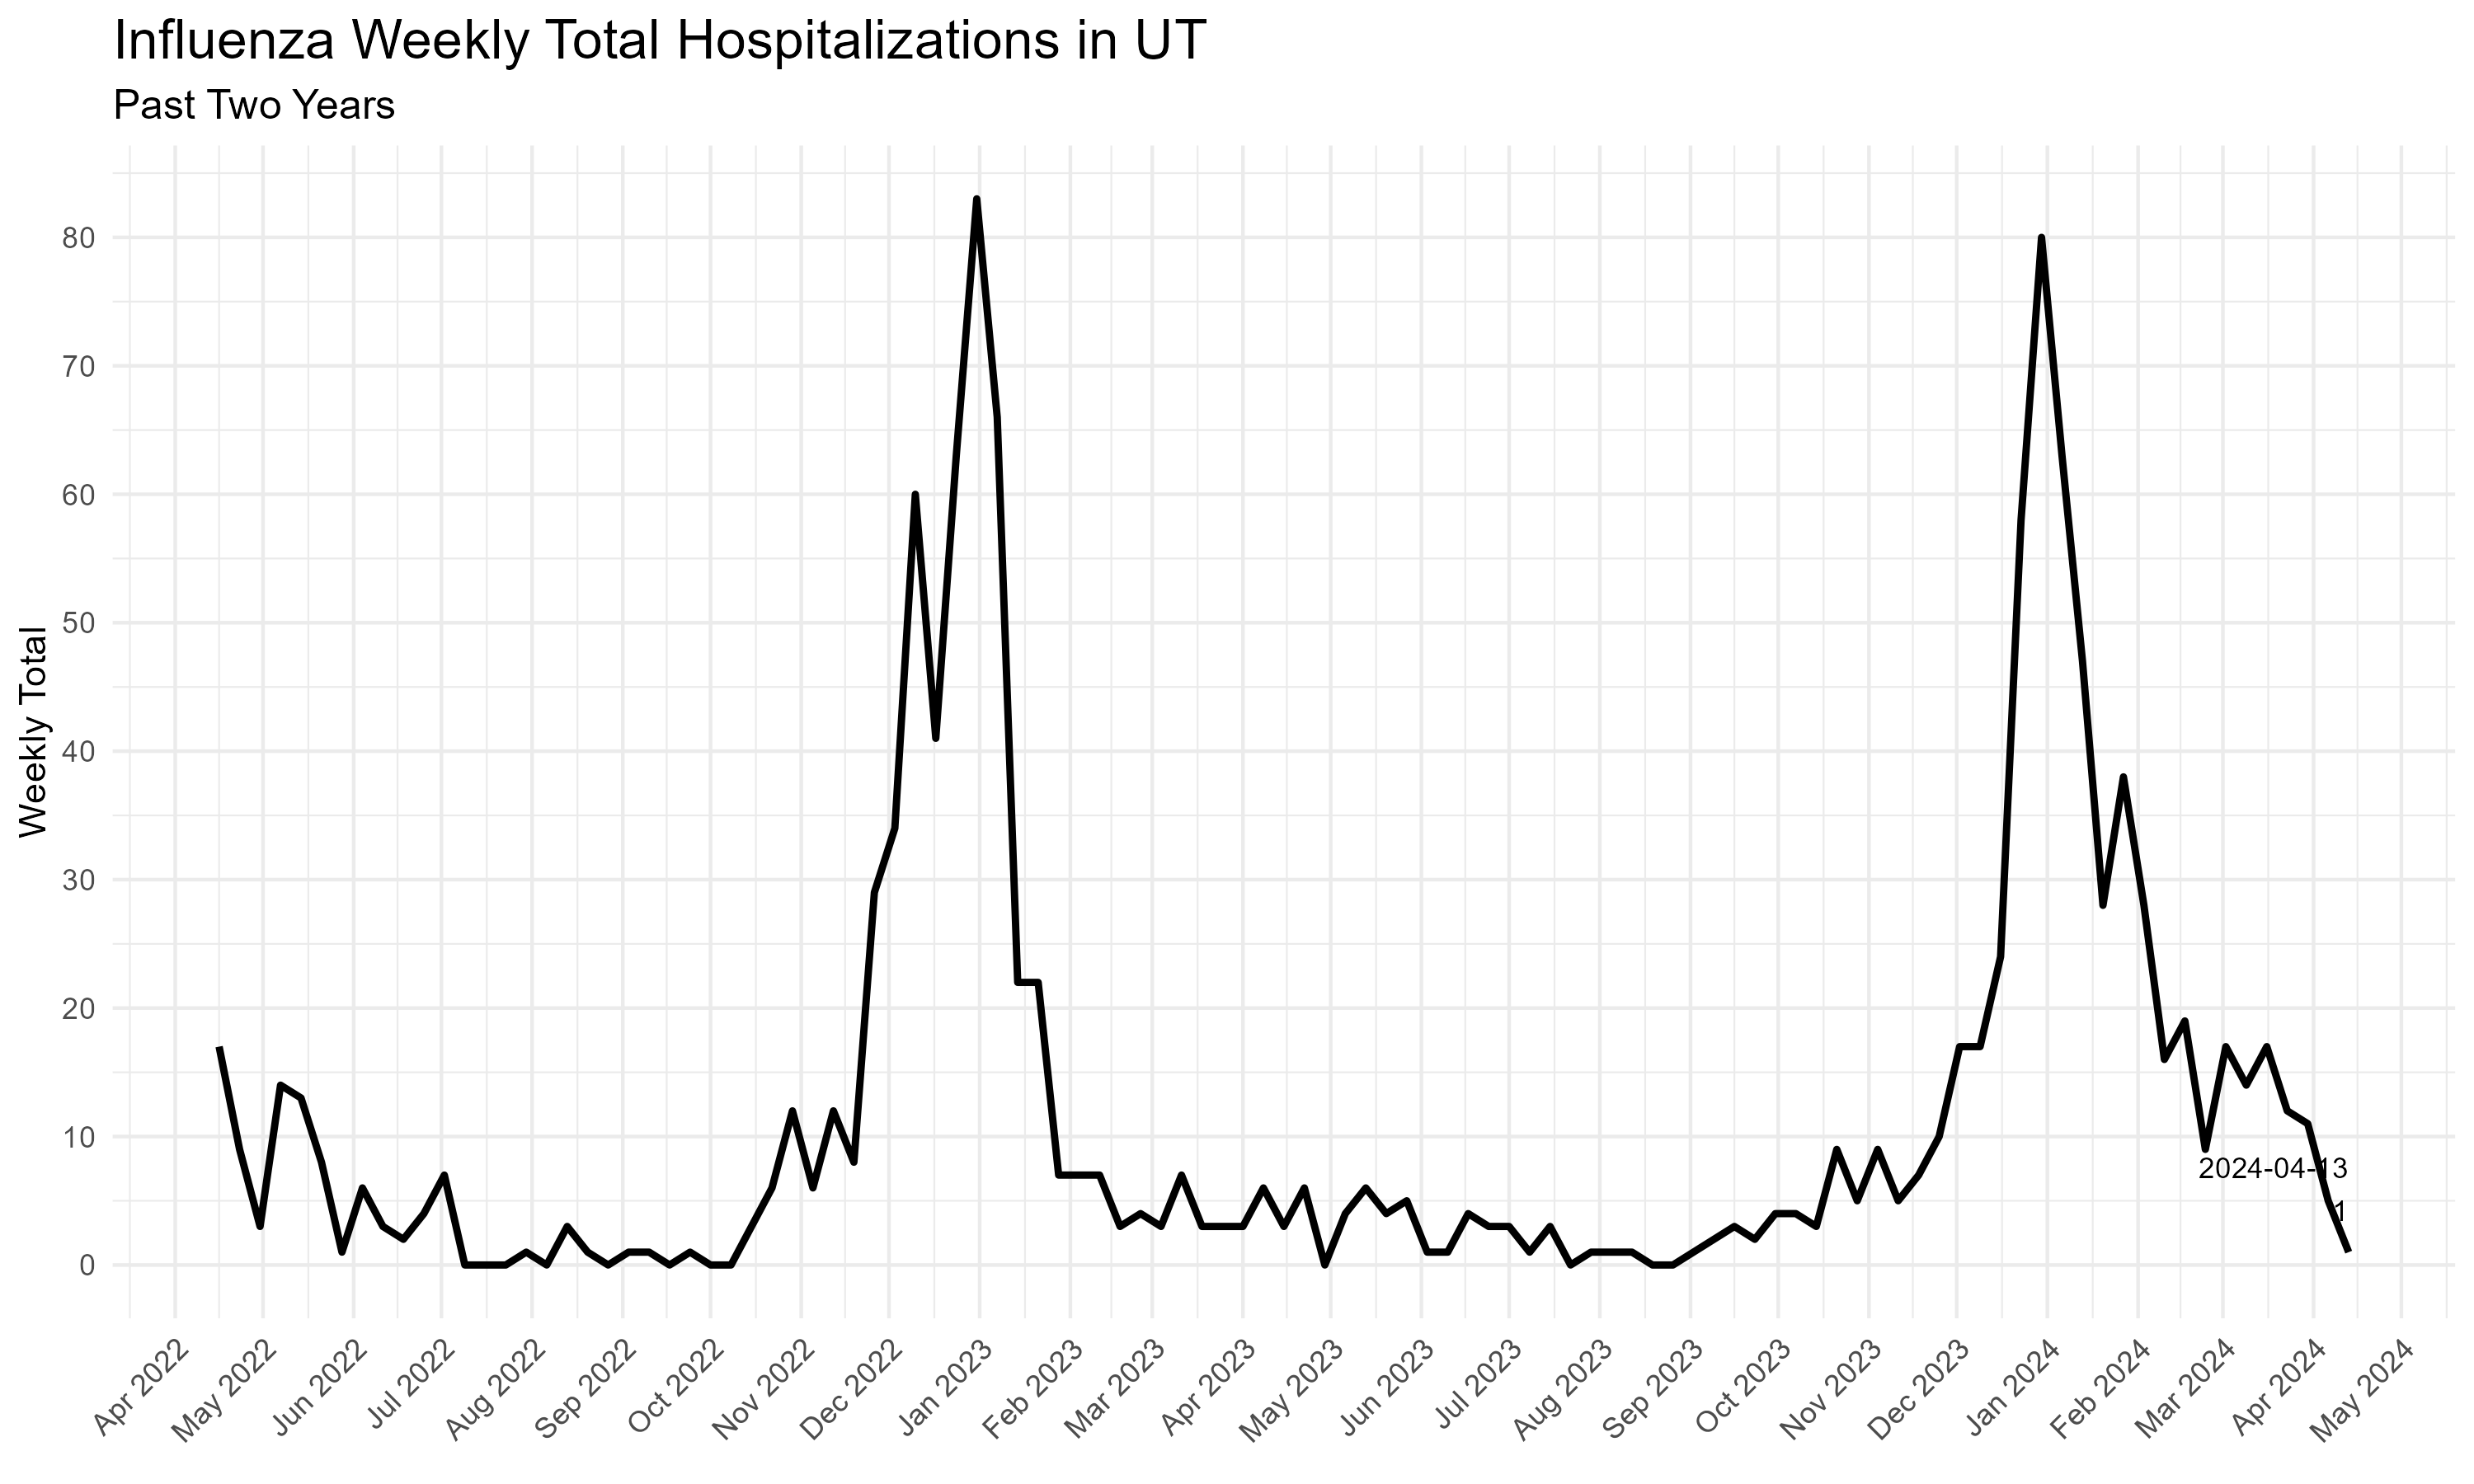 Influenza Weekly Total Hospitalizations in UT
Past Two Years
Weekly Total
80
70
60
50
40
30
20
10
0
2024-04-13
1
Apr 2022
May 2022
Jun 2022
Jul 2022
Aug 2022
Sep 2022
Oct 2022
Nov 2022
Dec 2022
Jan 2023
Feb 2023
Mar 2023
Apr 2023
May 2023
Jun 2023
Jul 2023
Aug 2023
Sep 2023
Oct 2023
Nov 2023
Dec 2023
Jan 2024
Feb 2024
Mar 2024
Apr 2024
May 2024